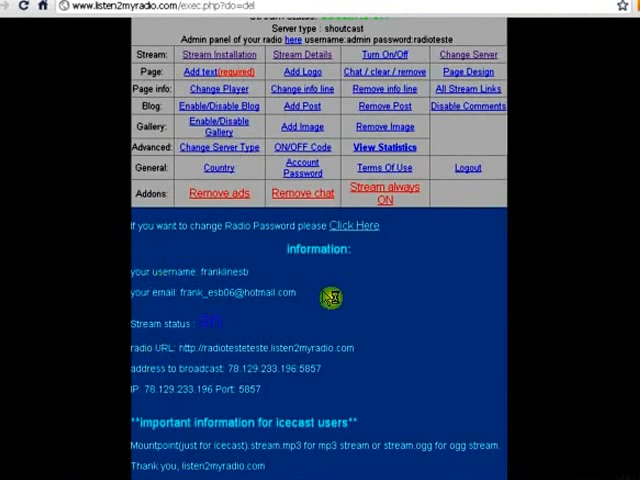 www.listen2myradio.com/exec.php?do=del
Server type : shoutcast
Admin panel of your radio here username:admin password:radioteste
Stream: Stream Installation Stream Details Turn On/Off Change Server
Page: Add text(required) Add Logo Chat / clear / remove Page Design
Page info: Change Player Change info line Remove info line All Stream Links
Blog: Enable/Disable Blog Add Post Remove Post Disable Comments
Gallery: Enable/Disable Gallery Add Image Remove Image
Advanced: Change Server Type ON/OFF Code View Statistics
General: Country Account Password Terms Of Use Logout
Addons: Remove ads Remove chat Stream always ON
If you want to change Radio Password please Click Here
information:
your username: franklinesb
your email: frank_esb06@hotmail.com
Stream status :
radio URL: http://radiotesteteste.listen2myradio.com
address to broadcast: 78.129.233.196:5857
IP: 78.129.233.196 Port: 5857
**important information for icecast users**
Mountpoint(just for icecast):stream.mp3 for mp3 stream or stream.ogg for ogg stream.
Thank you, listen2myradio.com